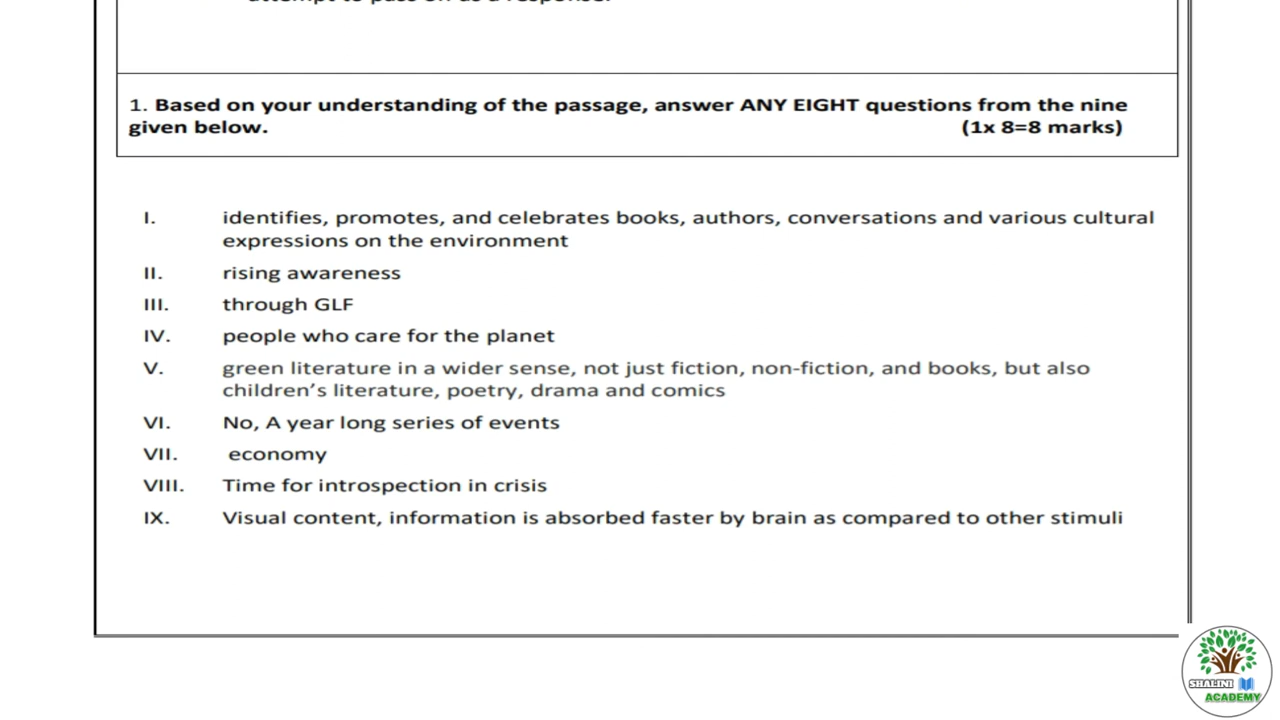 1. Based on your understanding of the passage, answer ANY EIGHT questions from the nine
given below. (1x 8=8 marks)
I. identifies, promotes, and celebrates books, authors, conversations and various cultural
expressions on the environment
II. rising awareness
III. through GLF
IV. people who care for the planet
V. green literature in a wider sense, not just fiction, non-fiction, and books, but also
children’s literature, poetry, drama and comics
VI. No, A year long series of events
VII. economy
VIII. Time for introspection in crisis
IX. Visual content, information is absorbed faster by brain as compared to other stimuli
SHALINI
ACADEMY